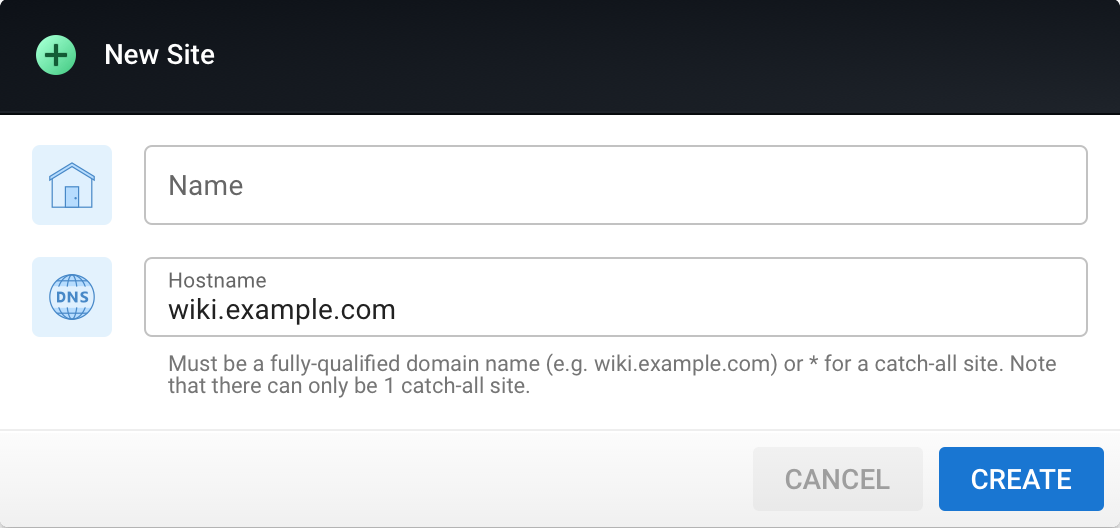 New Site
Name
Hostname
DNS
wiki.example.com
Must be a fully-qualified domain name (e.g. wiki.example.com) or * for a catch-all site. Note
that there can only be 1 catch-all site.
CANCEL
CREATE